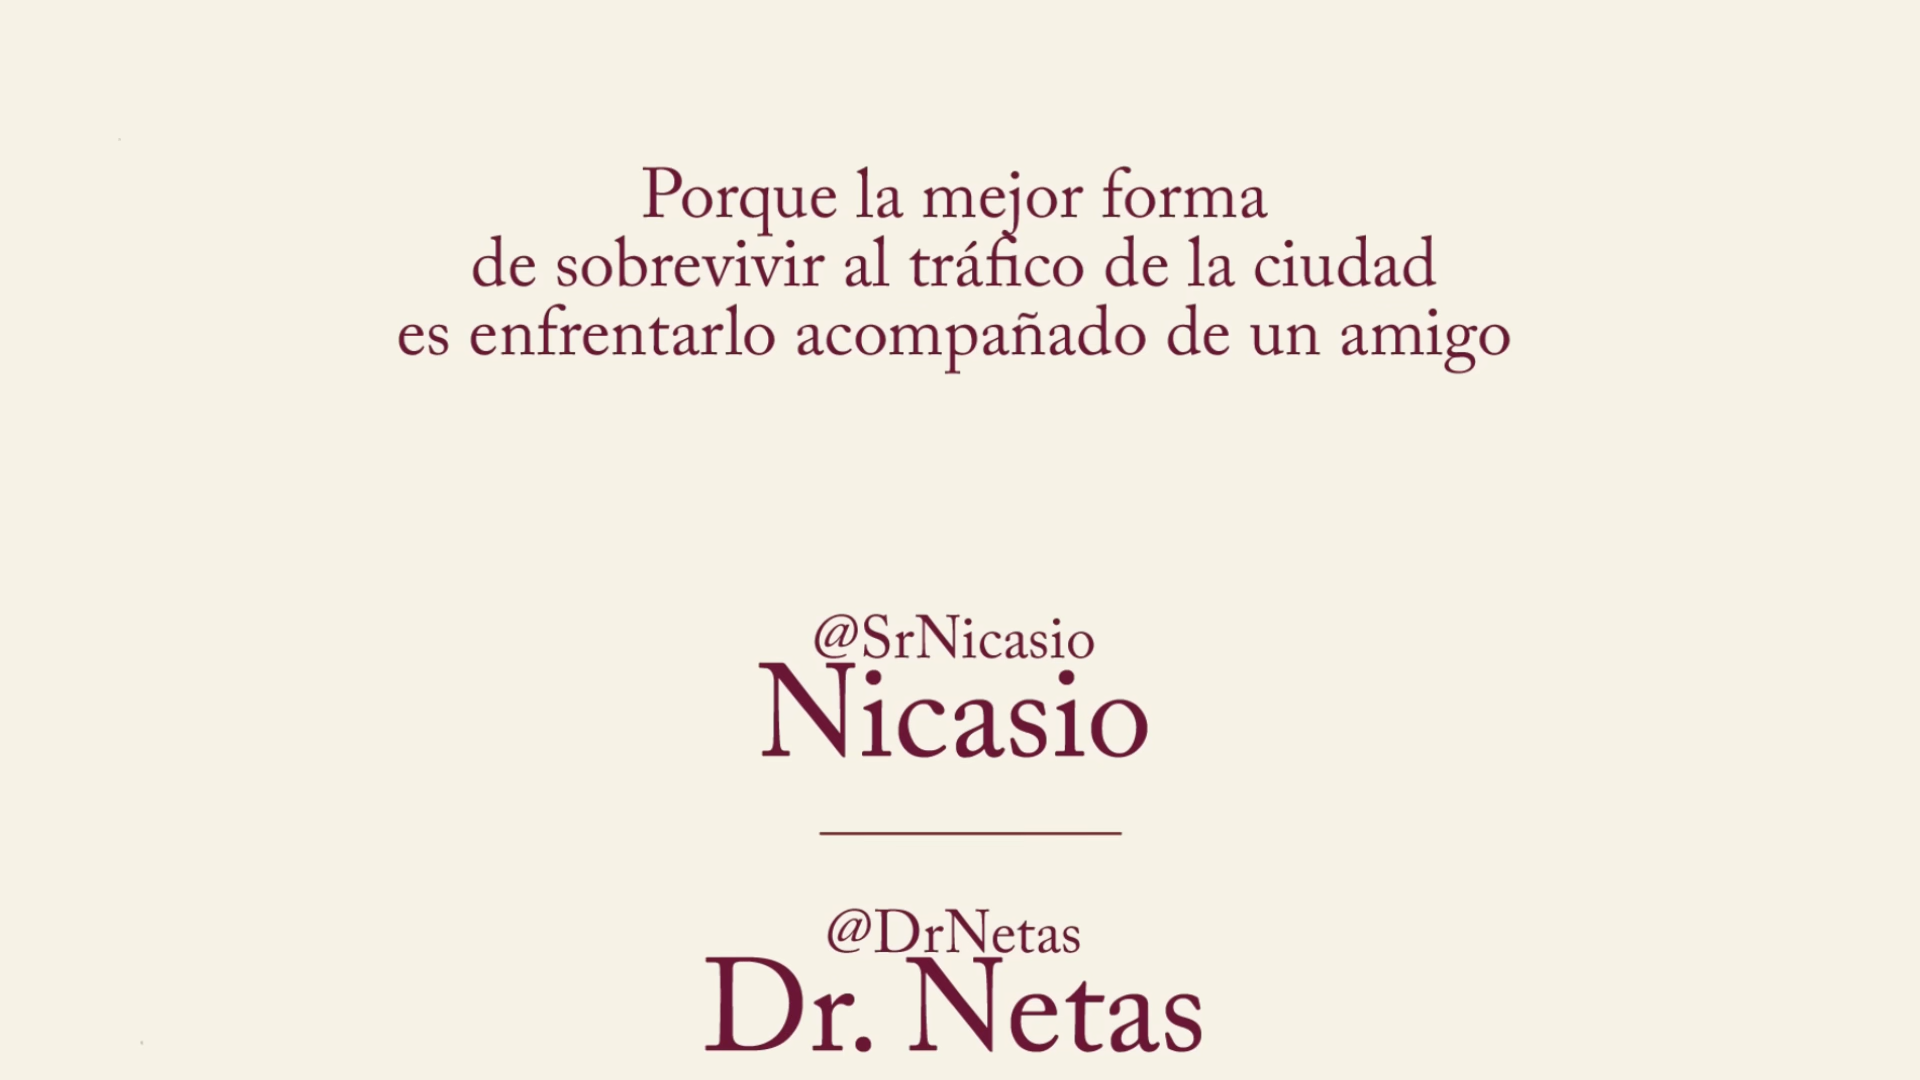 Porque la mejor forma
de sobrevivir al tráfico de la ciudad
es enfrentarlo acompañado de un amigo
@SrNicasio
Nicasio
@DrNetas
Dr. Netas